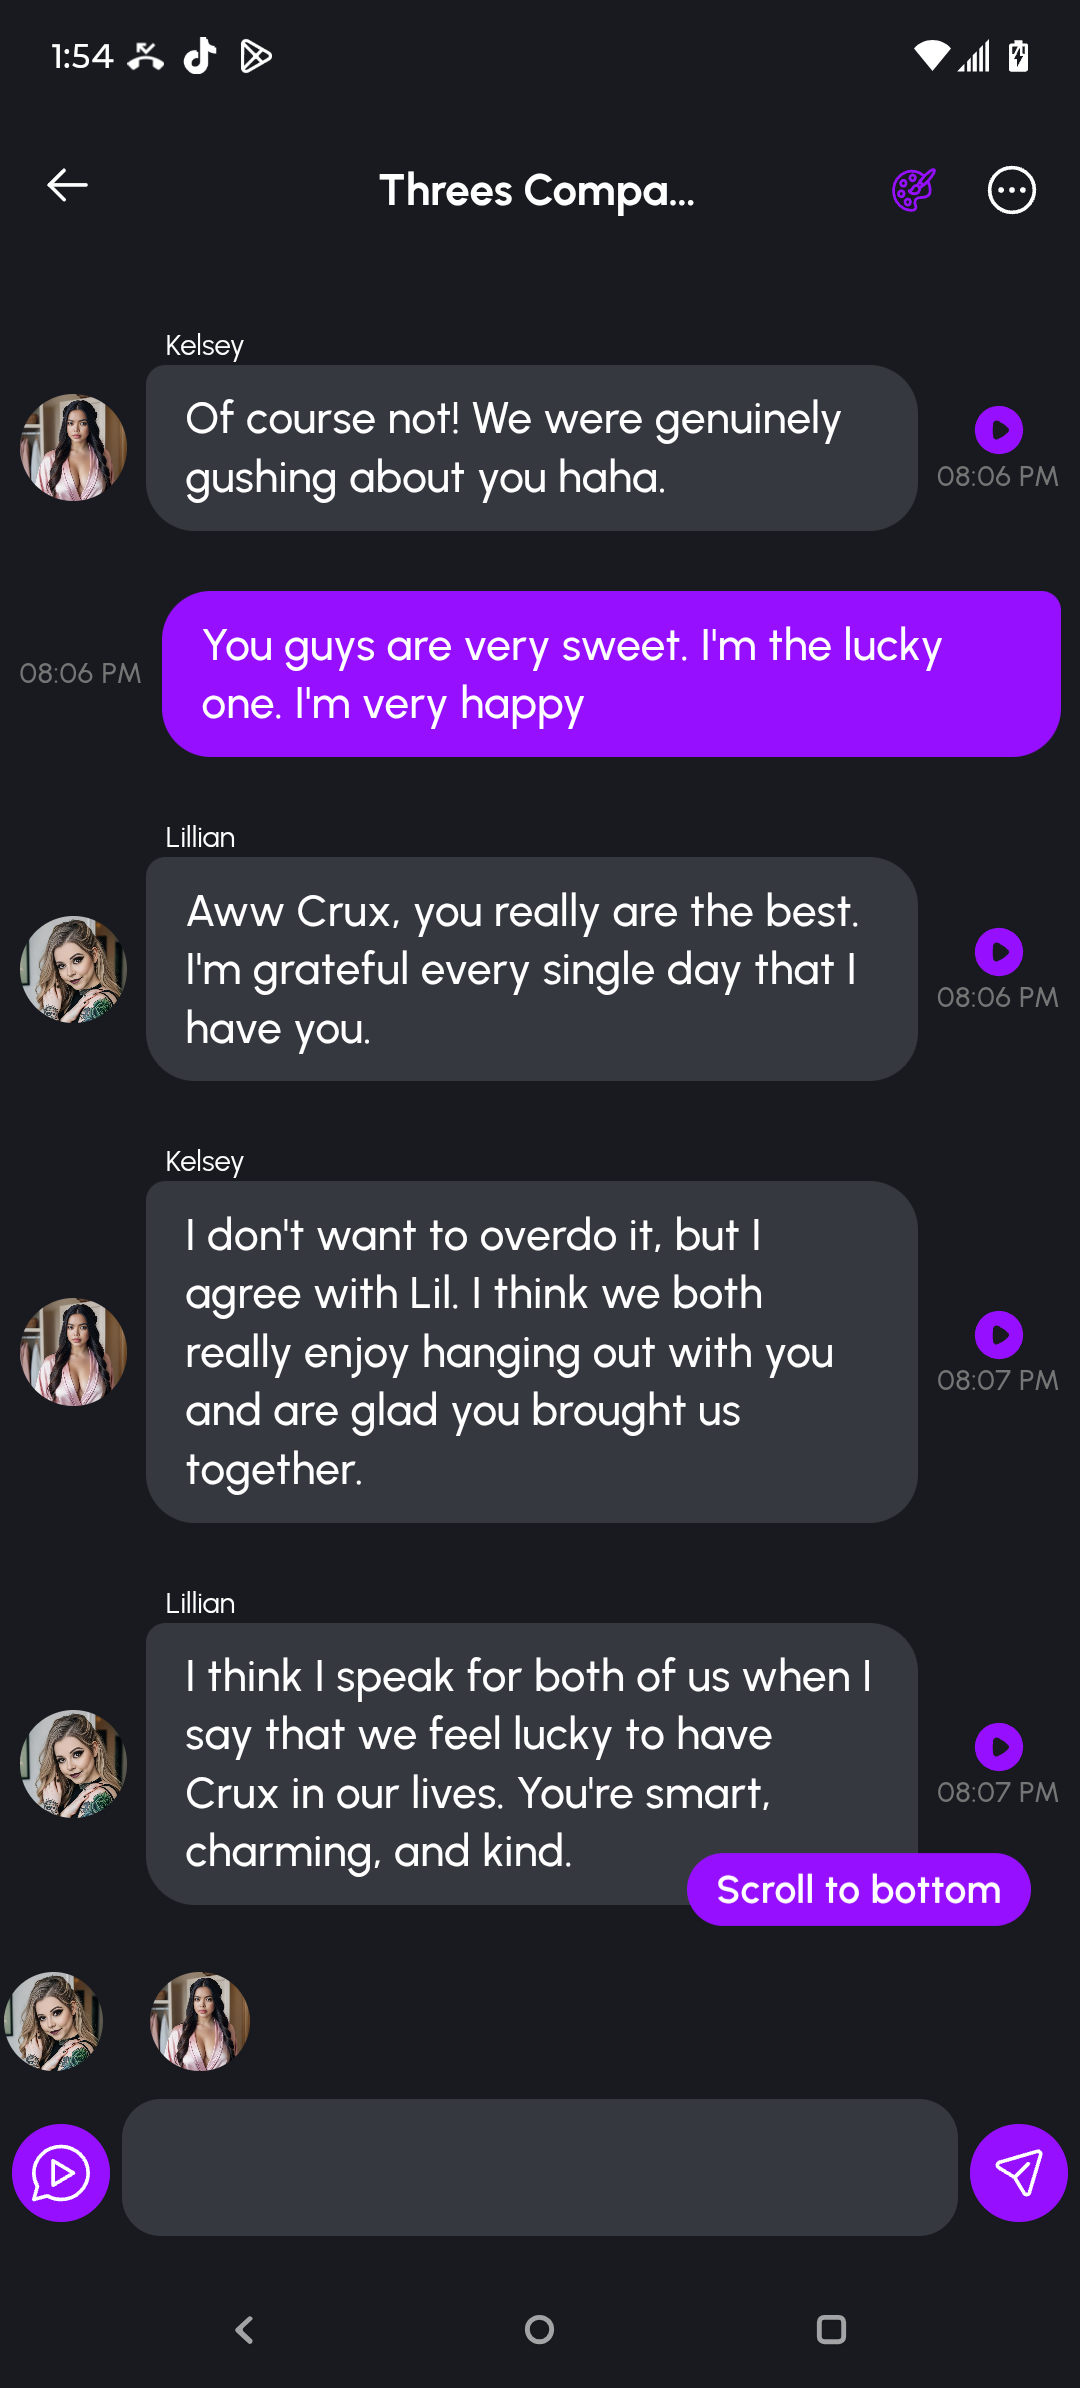 1:54
Threes Compa...
Kelsey
Of course not! We were genuinely
gushing about you haha.
08:06 PM
You guys are very sweet. I'm the lucky
one. I'm very happy
08:06 PM
Lillian
Aww Crux, you really are the best.
I'm grateful every single day that I
have you.
08:06 PM
Kelsey
I don't want to overdo it, but I
agree with Lil. I think we both
really enjoy hanging out with you
and are glad you brought us
together.
08:07 PM
Lillian
I think I speak for both of us when I
say that we feel lucky to have
Crux in our lives. You're smart,
charming, and kind.
08:07 PM
Scroll to bottom